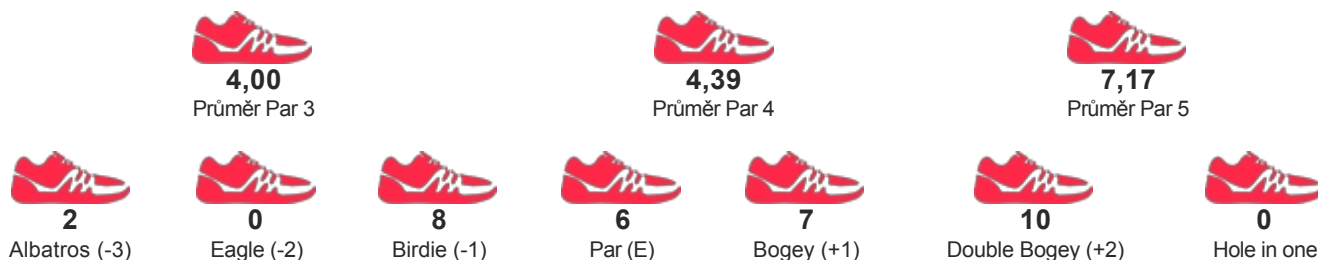 4,00 4,39 7,17
Průměr Par 3 Průměr Par 4 Průměr Par 5
2 0 8 6 7 10 0
Albatros (-3) Eagle (-2) Birdie (-1) Par (E) Bogey (+1) Double Bogey (+2) Hole in one